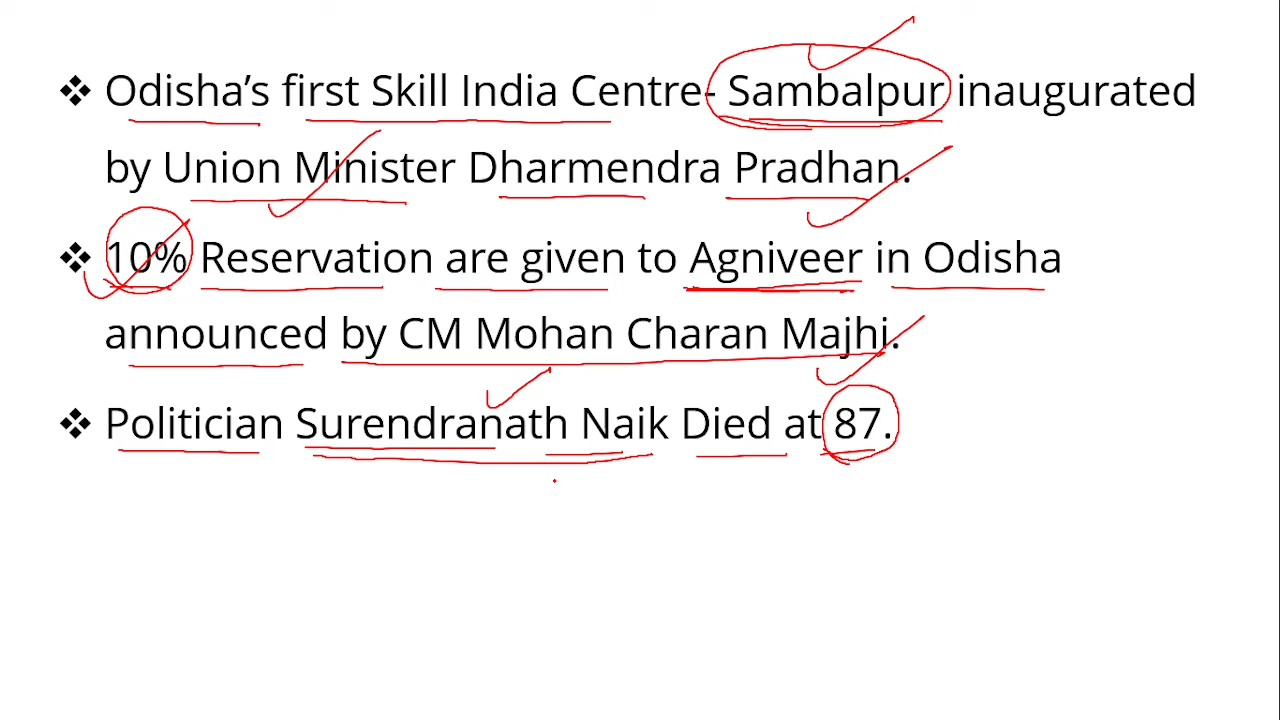 ❖ Odisha’s first Skill India Centre- Sambalpur inaugurated
by Union Minister Dharmendra Pradhan.
❖ 10% Reservation are given to Agniveer in Odisha
announced by CM Mohan Charan Majhi.
❖ Politician Surendranath Naik Died at 87.